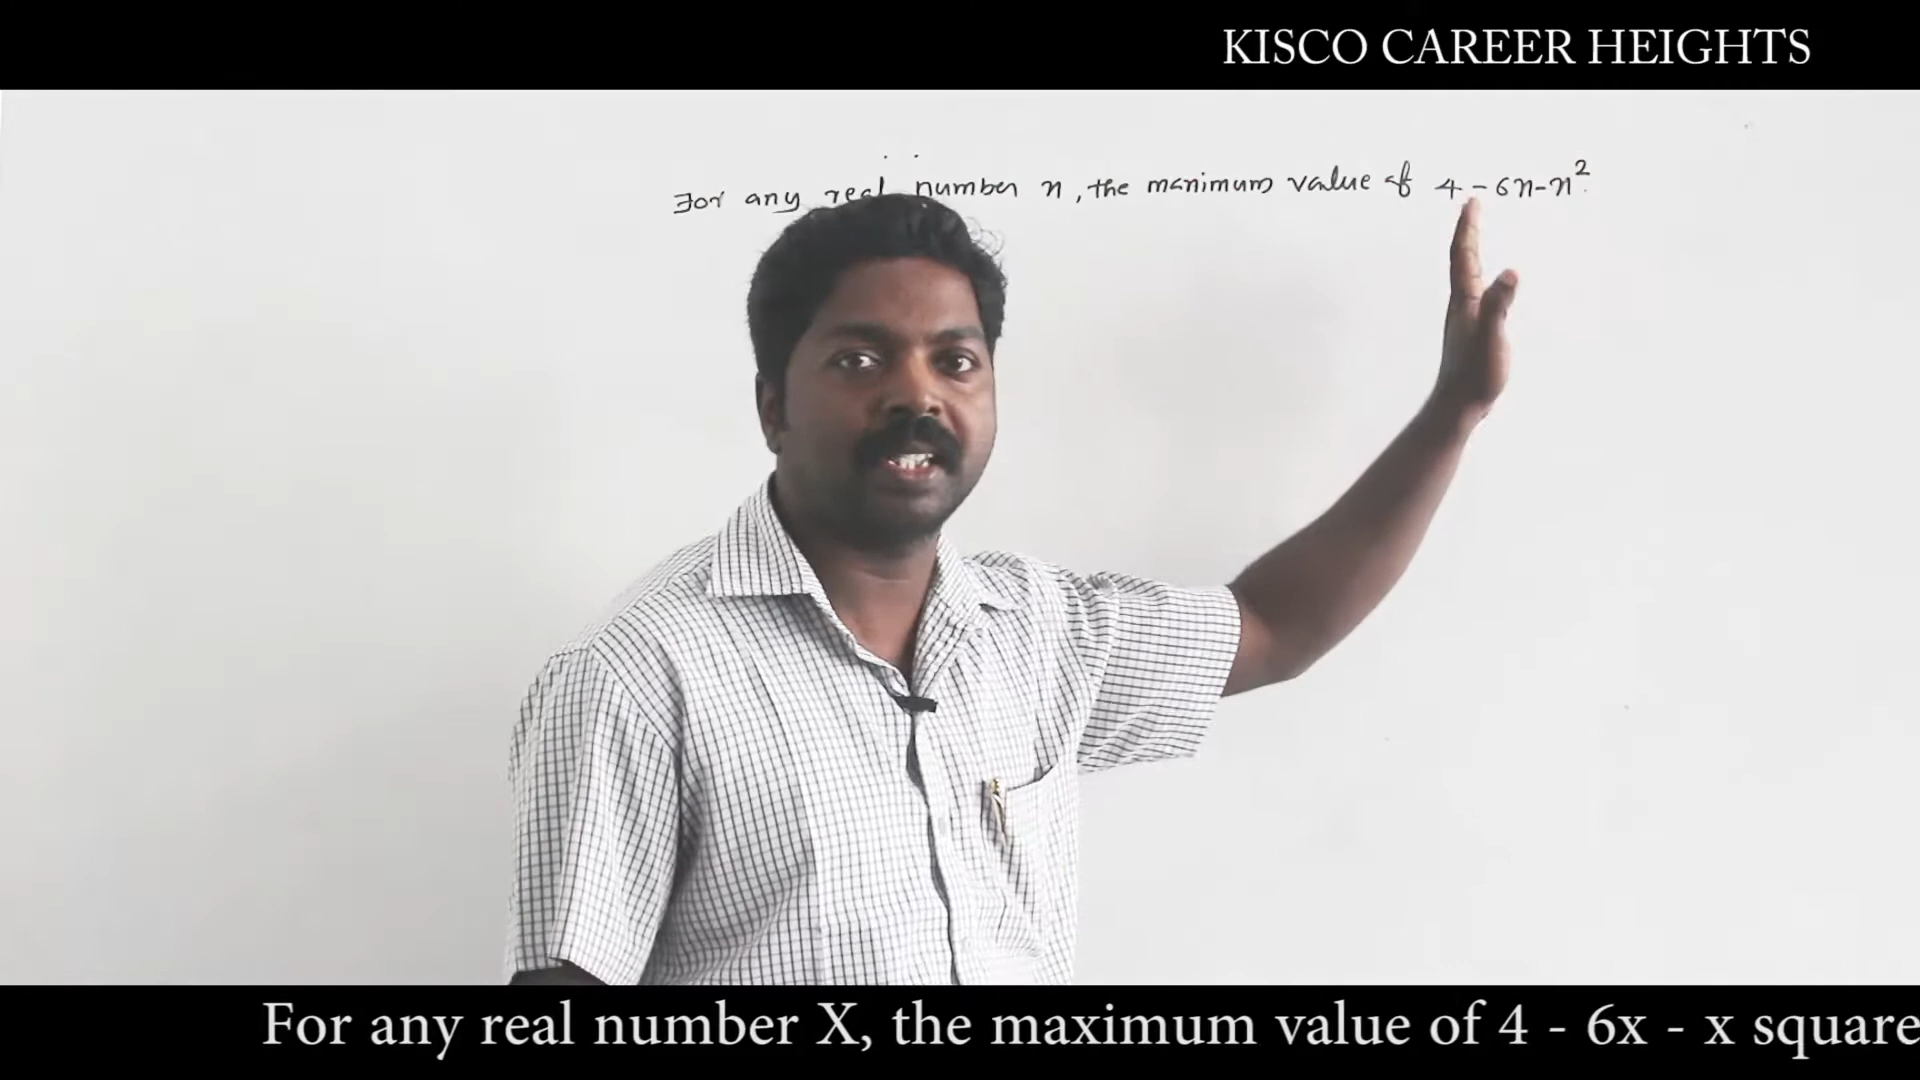 KISCO CAREER HEIGHTS
For any real number x, the maximum value of 4 - 6x - x²
For any real number X, the maximum value of 4 - 6x - x square